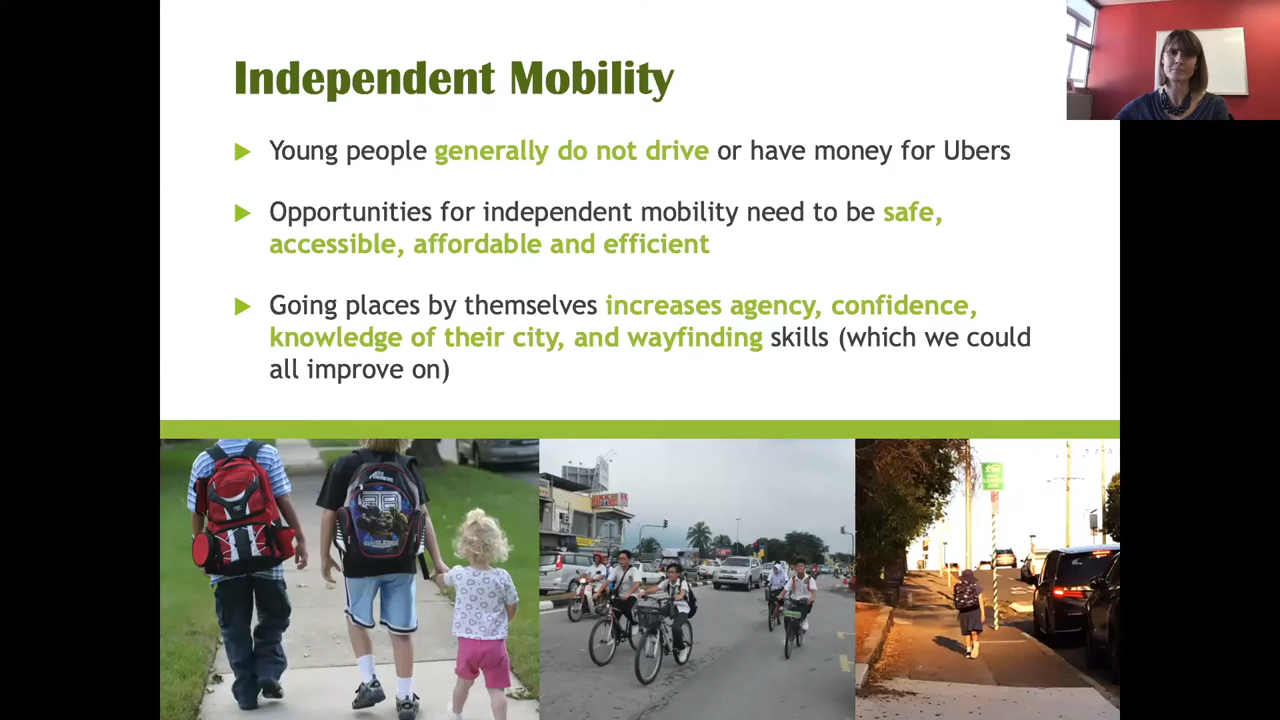 Independent Mobility
Young people generally do not drive or have money for Ubers
Opportunities for independent mobility need to be safe,
accessible, affordable and efficient
Going places by themselves increases agency, confidence,
knowledge of their city, and wayfinding skills (which we could
all improve on)